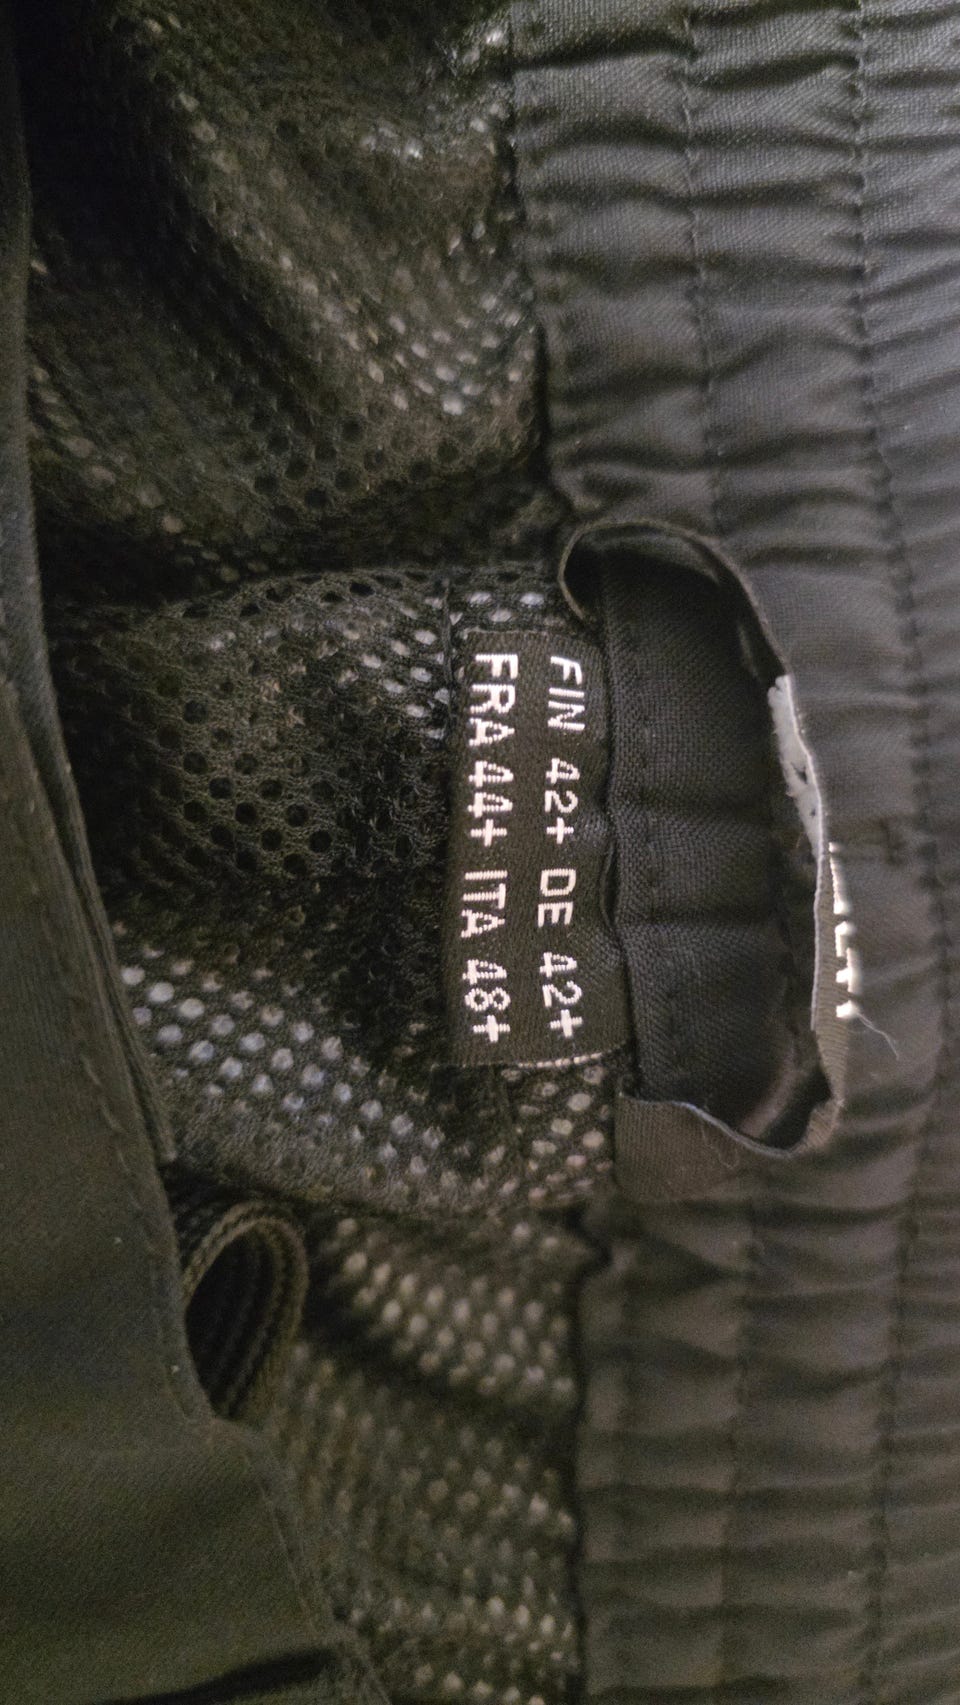 FIN 42+ DE 42+
FRA 44+ ITA 48+